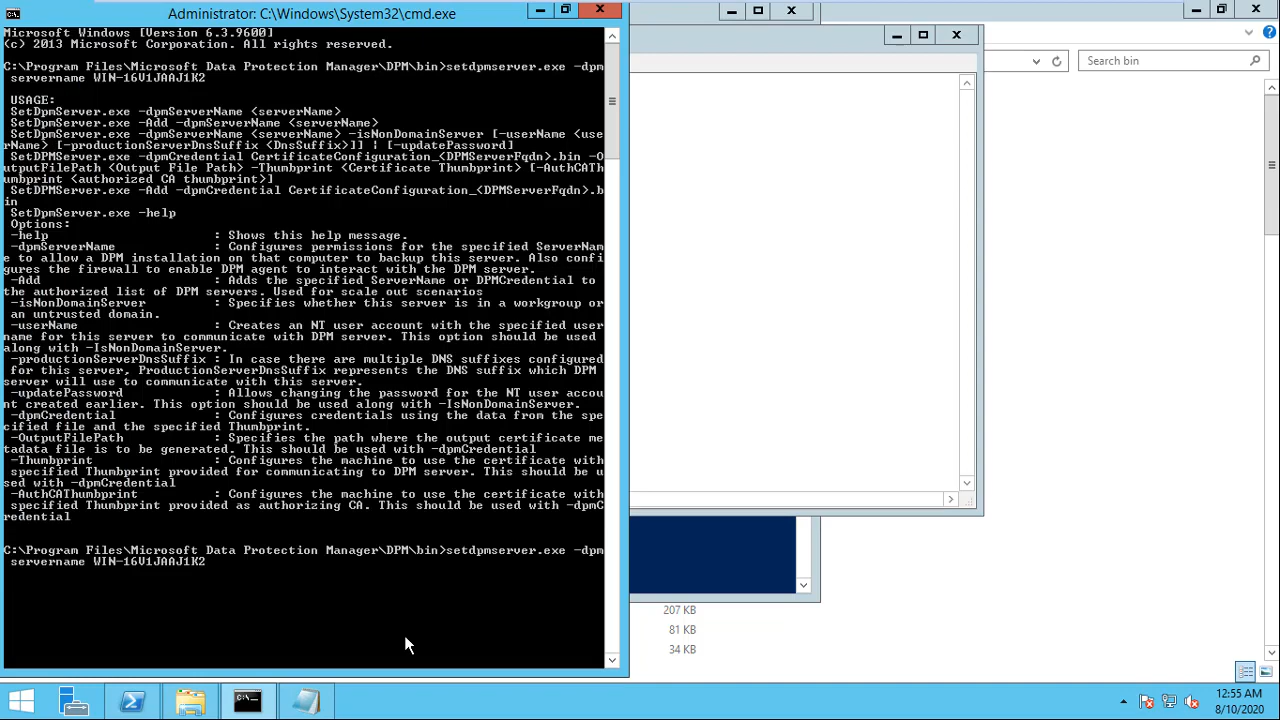 Administrator: C:\Windows\System32\cmd.exe
Microsoft Windows [Version 6.3.9600]
(c) 2013 Microsoft Corporation. All rights reserved.
C:\Program Files\Microsoft Data Protection Manager\DPM\bin>setdpmserver.exe -dpm
servername WIN-16V1JAAJ1K2
USAGE:
SetDpmServer.exe -dpmServerName <serverName>
SetDpmServer.exe -Add -dpmServerName <serverName>
SetDpmServer.exe -dpmServerName <serverName> -isNonDomainServer [-userName <use
rName> [-productionServerDnsSuffix <DnsSuffix>]] ¦ [-updatePassword]
SetDPMServer.exe -dpmCredential CertificateConfiguration_<DPMServerFqdn>.bin -O
utputFilePath <Output File Path> -Thumbprint <Certificate Thumbprint> [-AuthCATh
umbprint <authorized CA thumbprint>]
SetDPMServer.exe -Add -dpmCredential CertificateConfiguration_<DPMServerFqdn>.b
in
SetDpmServer.exe -help
Options:
-help : Shows this help message.
-dpmServerName : Configures permissions for the specified ServerNam
e to allow a DPM installation on that computer to backup this server. Also confi
gures the firewall to enable DPM agent to interact with the DPM server.
-Add : Adds the specified ServerName or DPMCredential to
the authorized list of DPM servers. Used for scale out scenarios
-isNonDomainServer : Specifies whether this server is in a workgroup or
an untrusted domain.
-userName : Creates an NT user account with the specified user
name for this server to communicate with DPM server. This option should be used
along with -IsNonDomainServer.
-productionServerDnsSuffix : In case there are multiple DNS suffixes configured
for this server, ProductionServerDnsSuffix represents the DNS suffix which DPM
server will use to communicate with this server.
-updatePassword : Allows changing the password for the NT user accou
nt created earlier. This option should be used along with -IsNonDomainServer.
-dpmCredential : Configures credentials using the data from the spe
cified file and the specified Thumbprint.
-OutputFilePath : Specifies the path where the output certificate me
tadata file is to be generated. This should be used with -dpmCredential
-Thumbprint : Configures the machine to use the certificate with
specified Thumbprint provided for communicating to DPM server. This should be u
sed with -dpmCredential
-AuthCAThumbprint : Configures the machine to use the certificate with
specified Thumbprint provided as authorizing CA. This should be used with -dpmC
redential
C:\Program Files\Microsoft Data Protection Manager\DPM\bin>setdpmserver.exe -dpm
servername WIN-16V1JAAJ1K2
Search bin
207 KB
81 KB
34 KB
12:55 AM
8/10/2020